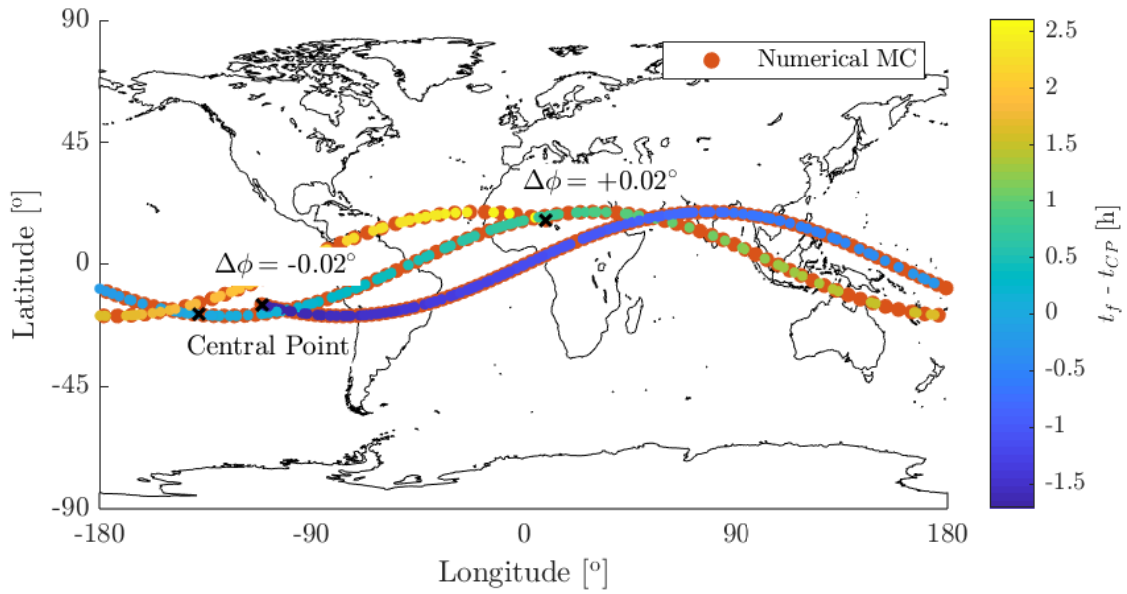 90
45
0
-45
-90
Latitude [°]
-180
-90
0
90
180
Longitude [°]
Numerical MC
Δϕ = +0.02°
Δϕ = -0.02°
Central Point
2.5
2
1.5
1
0.5
0
-0.5
-1
-1.5
t_f - t_CP [h]